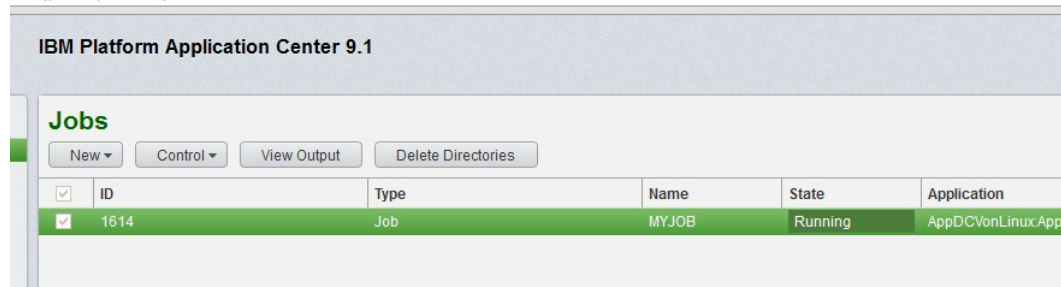 IBM Platform Application Center 9.1
Jobs
New Control View Output Delete Directories
ID Type Name State Application
1614 Job MYJOB Running AppDCVonLinux:App